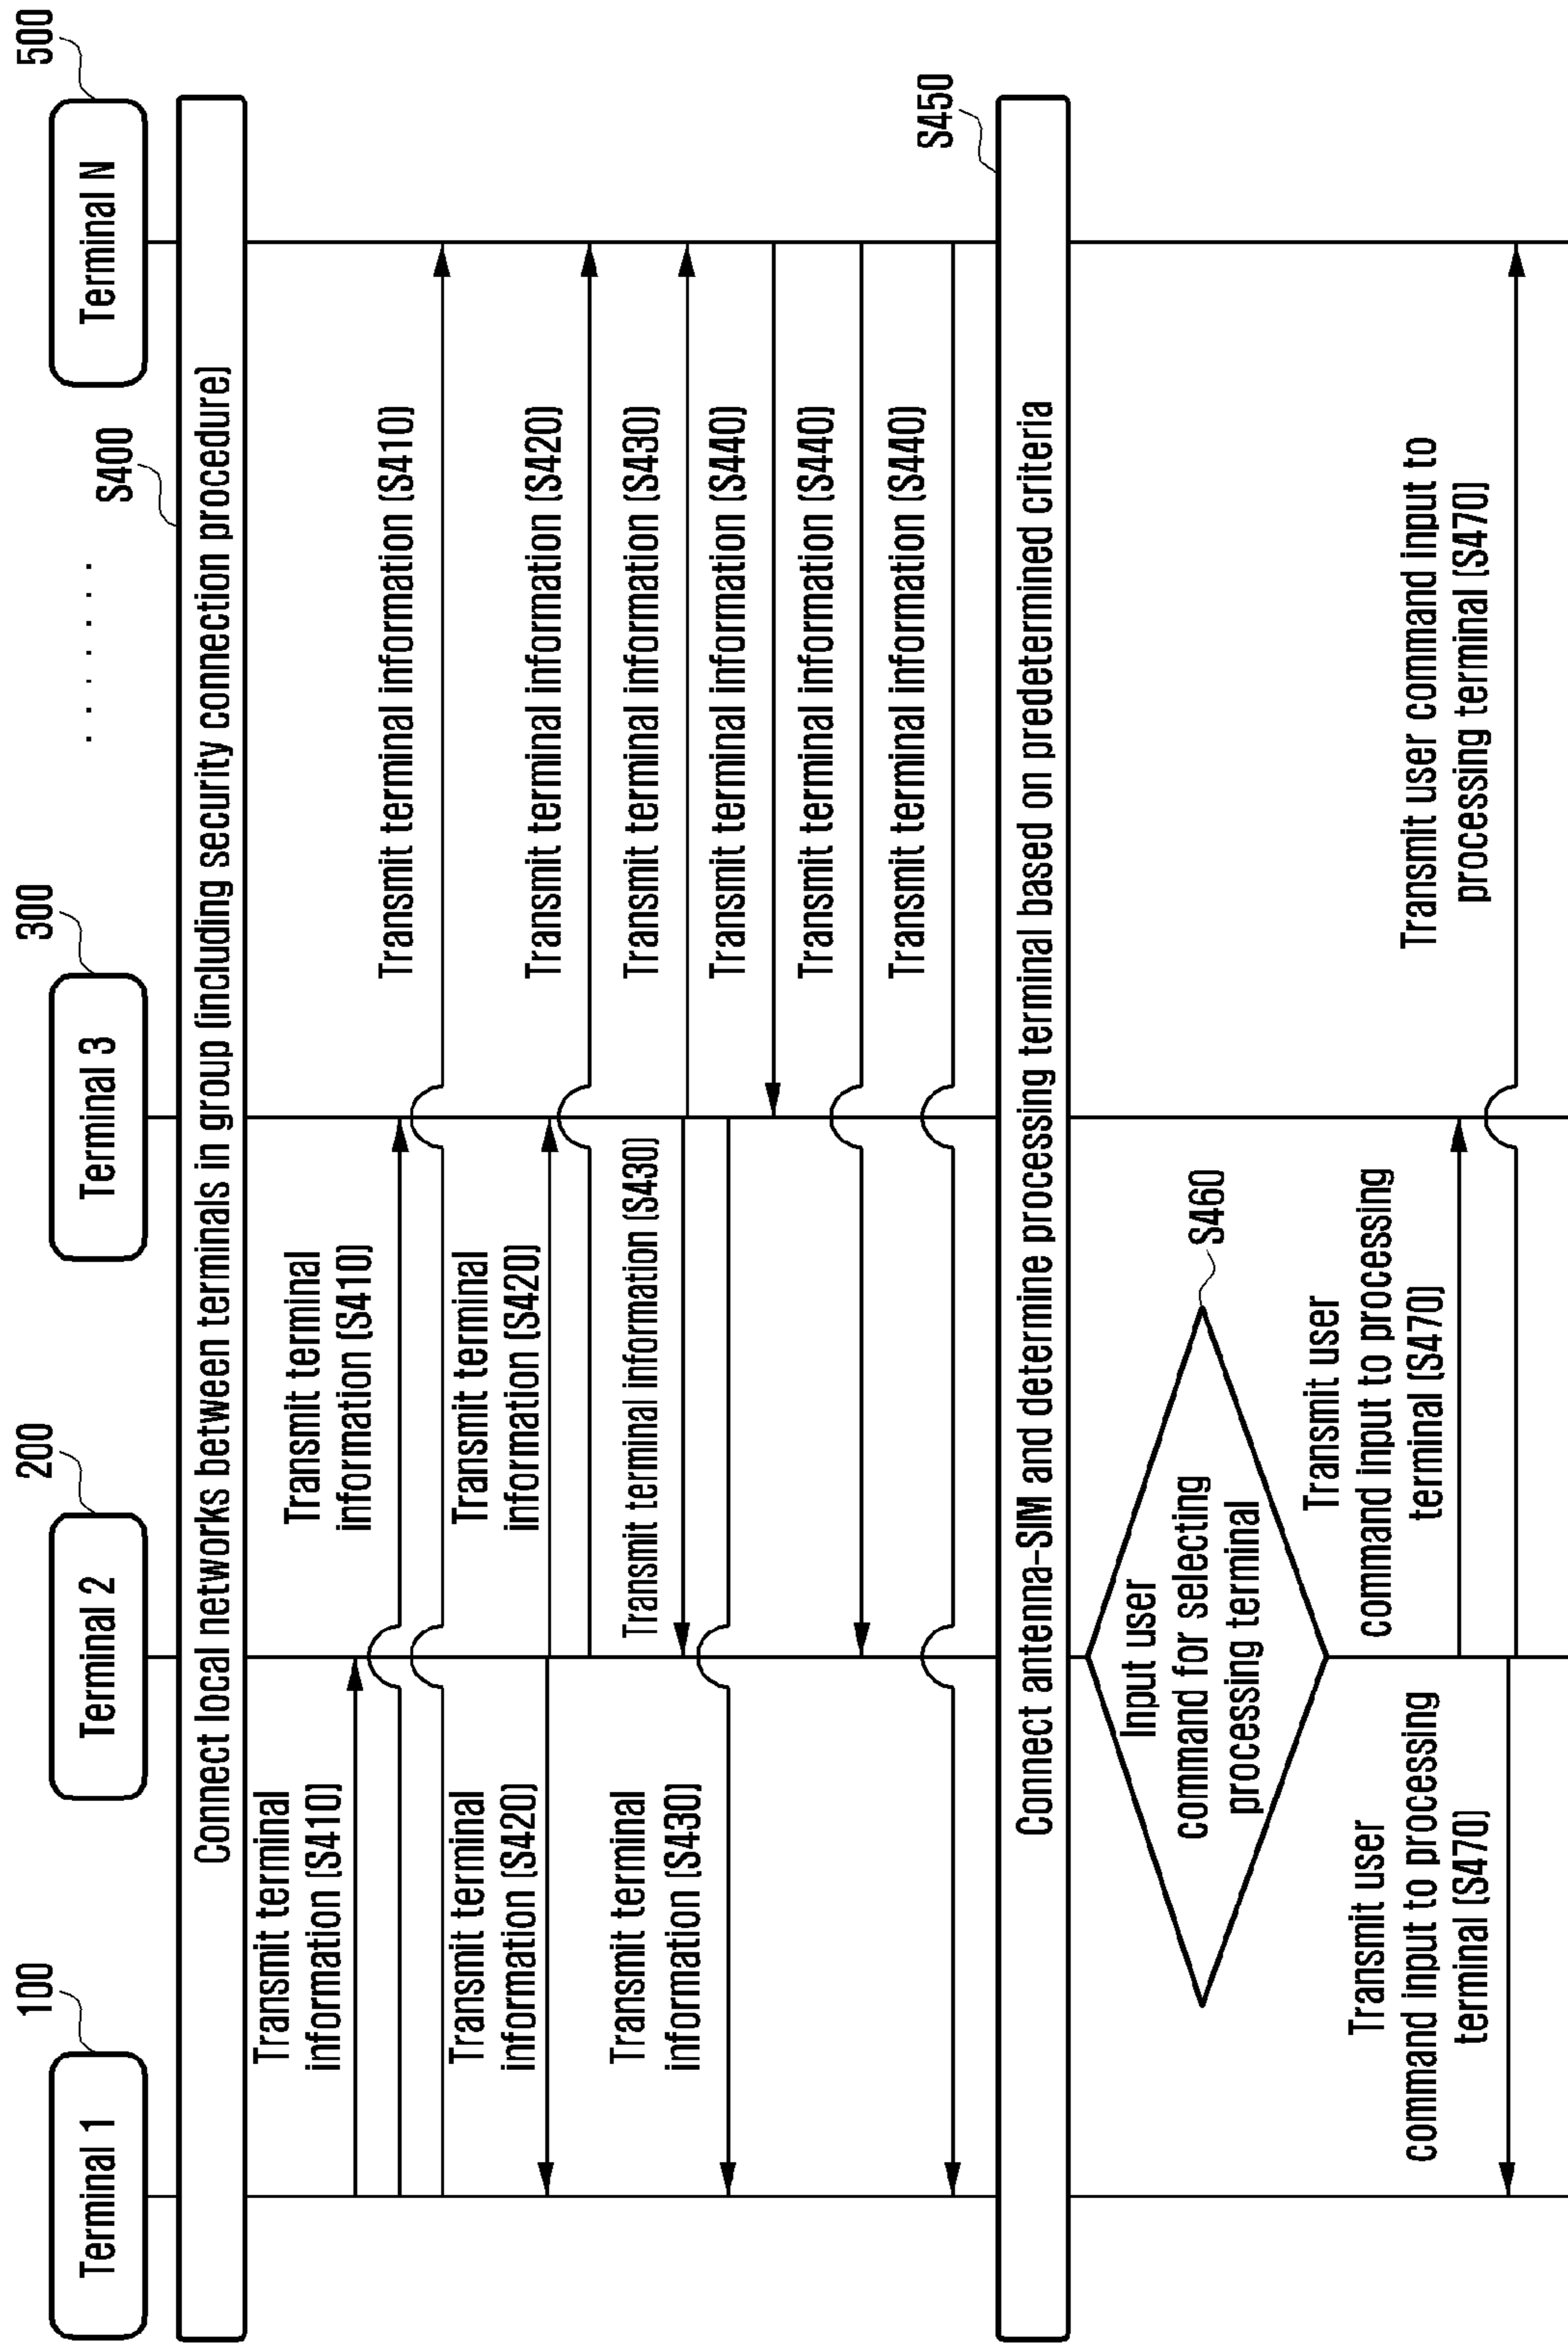 100
200
300
500
Terminal 1
Terminal 2
Terminal 3
. . . . . . .
Terminal N
S400
Connect local networks between terminals in group (including security connection procedure)
Transmit terminal
information (S410)
Transmit terminal
information (S410)
Transmit terminal information (S410)
Transmit terminal
information (S420)
Transmit terminal
information (S420)
Transmit terminal information (S420)
Transmit terminal
information (S430)
Transmit terminal information (S430)
Transmit terminal information (S430)
Transmit terminal information (S440)
Transmit terminal information (S440)
Transmit terminal information (S440)
S450
Connect antenna-SIM and determine processing terminal based on predetermined criteria
Input user
command for selecting
processing terminal
S460
Transmit user
command input to processing
terminal (S470)
Transmit user
command input to processing
terminal (S470)
Transmit user command input to
processing terminal (S470)